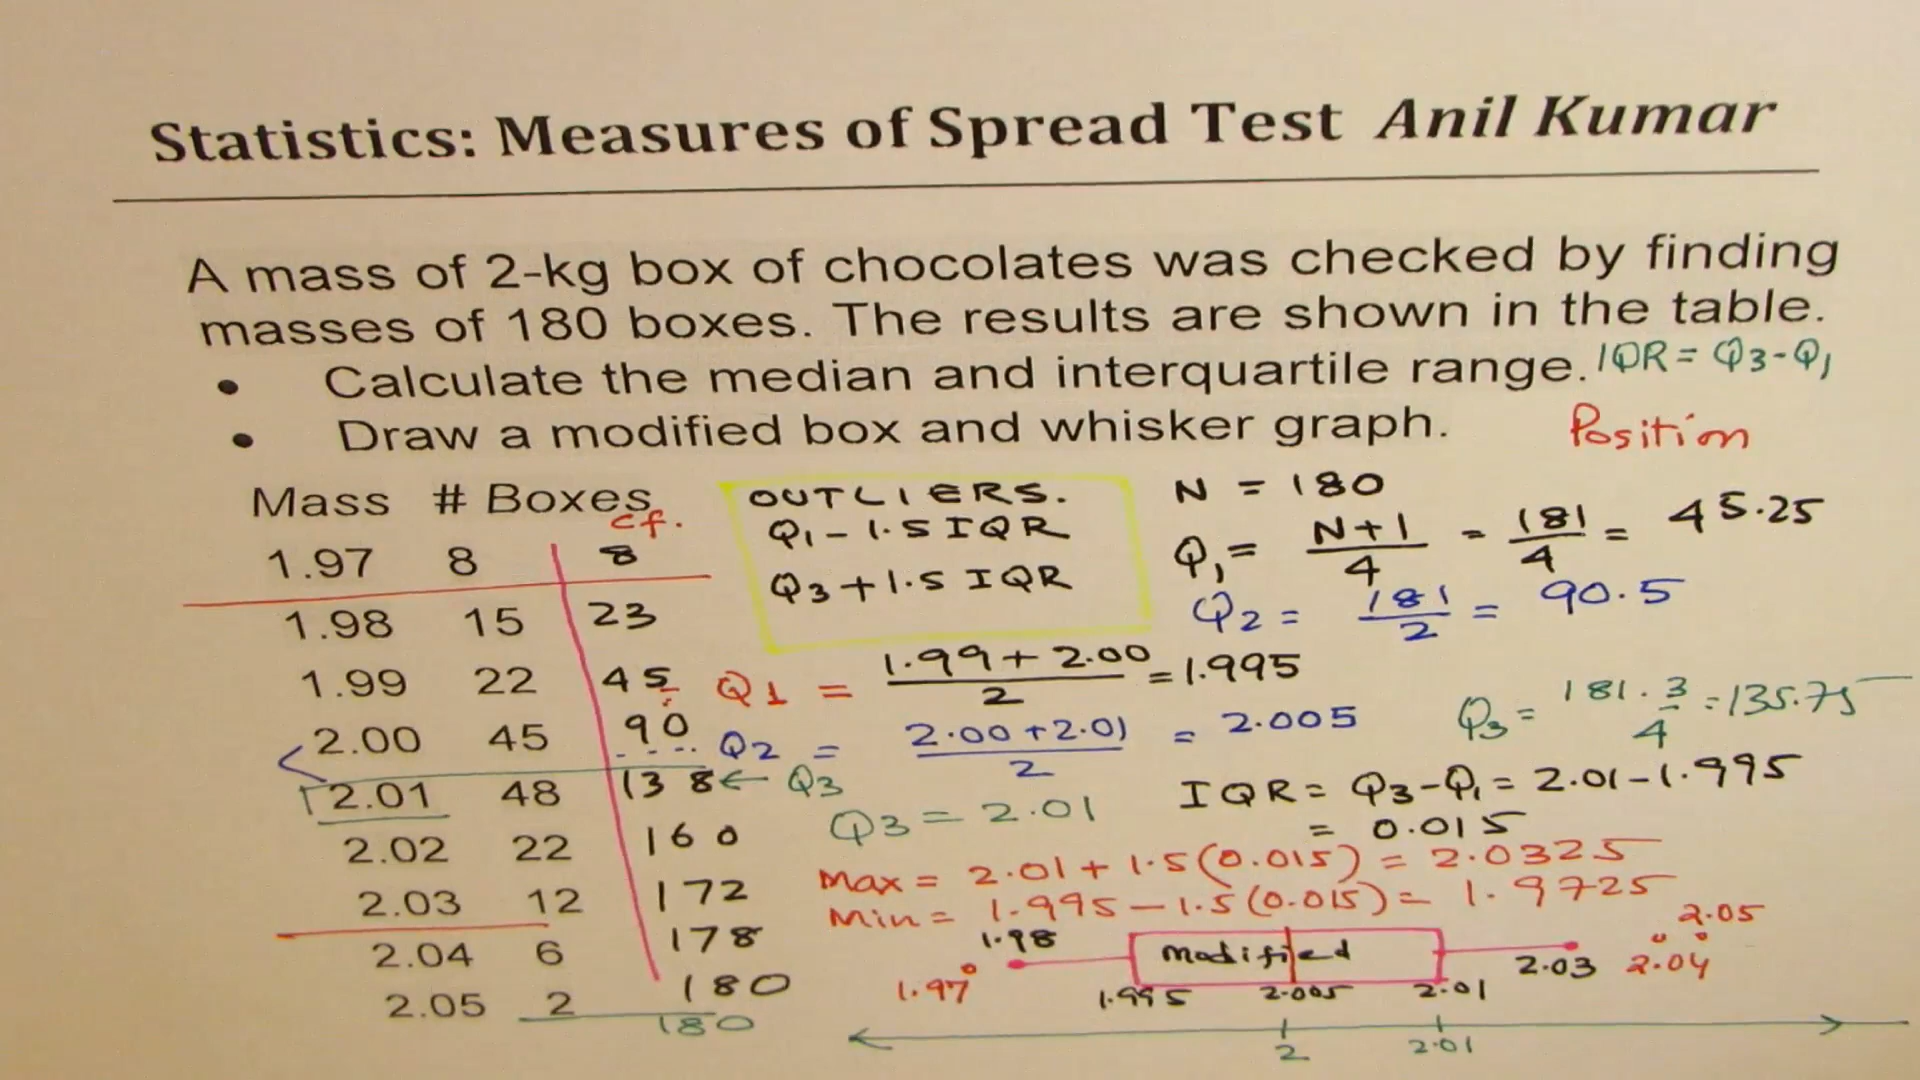 Statistics: Measures of Spread Test Anil Kumar
A mass of 2-kg box of chocolates was checked by finding
masses of 180 boxes. The results are shown in the table.
• Calculate the median and interquartile range. IQR = Q3-Q1
• Draw a modified box and whisker graph.
Position
Mass # Boxes cf.
1.97 8 8
1.98 15 23
1.99 22 45
2.00 45 90
2.01 48 138 ← Q3
2.02 22 160
2.03 12 172
2.04 6 178
2.05 2 180
180
OUTLIERS.
Q1 - 1.5 IQR
Q3 + 1.5 IQR
N = 180
Q1 = N+1/4 = 181/4 = 45.25
Q2 = 181/2 = 90.5
Q1 = 1.99 + 2.00/2 = 1.995
Q2 = 2.00 + 2.01/2 = 2.005
Q3 = 181.3/4 = 135.75
Q3 = 2.01
IQR = Q3 - Q1 = 2.01 - 1.995
= 0.015
Max = 2.01 + 1.5(0.015) = 2.0325
Min = 1.995 - 1.5(0.015) = 1.9725
1.97 1.98 modified 2.03 2.04 2.05
1.995 2.005 2.01
2 2.01